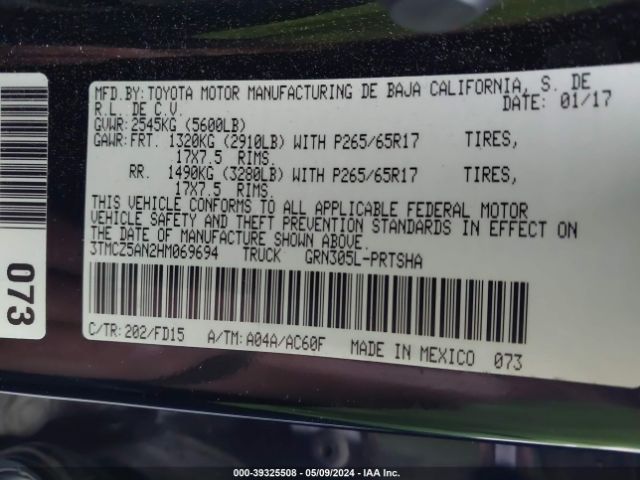 MFD.BY:TOYOTA MOTOR MANUFACTURING DE BAJA CALIFORNIA, S. DE
R.L. DE C.V. DATE: 01/17
GVWR: 2545KG (5600LB)
GAWR:FRT. 1320KG (2910LB) WITH P265/65R17 TIRES,
17X7.5 RIMS.
RR. 1490KG (3280LB) WITH P265/65R17 TIRES,
17X7.5 RIMS.
THIS VEHICLE CONFORMS TO ALL APPLICABLE FEDERAL MOTOR
VEHICLE SAFETY AND THEFT PREVENTION STANDARDS IN EFFECT ON
THE DATE OF MANUFACTURE SHOWN ABOVE.
3TMCZ5AN2HM069694 TRUCK GRN305L-PRTSHA
C/TR:202/FD15 A/TM:A04A/AC60F MADE IN MEXICO 073
073
000-39325508 - 05/09/2024 - IAA Inc.